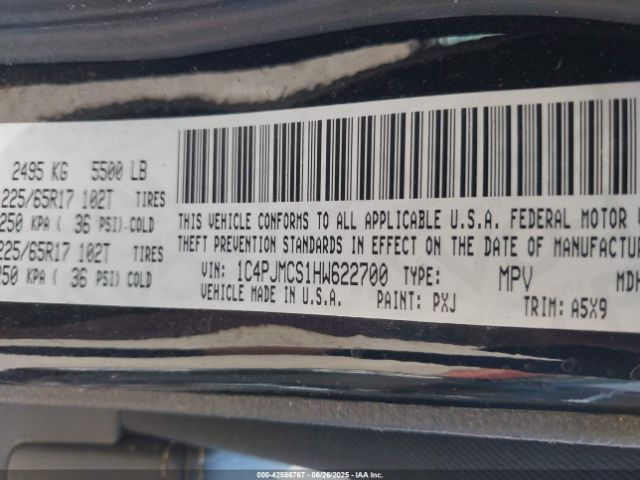 2495 KG 5500 LB
225/65R17 102T TIRES
250 KPA ( 36 PSI) COLD
225/65R17 102T TIRES
250 KPA ( 36 PSI) COLD
THIS VEHICLE CONFORMS TO ALL APPLICABLE U.S.A. FEDERAL MOTOR
THEFT PREVENTION STANDARDS IN EFFECT ON THE DATE OF MANUFACTUR
VIN: 1C4PJMCS1HW622700 TYPE: MPV MDH
VEHICLE MADE IN U.S.A. PAINT: PXJ TRIM: A5X9
000-42586767 - 06/26/2025 - IAA Inc.